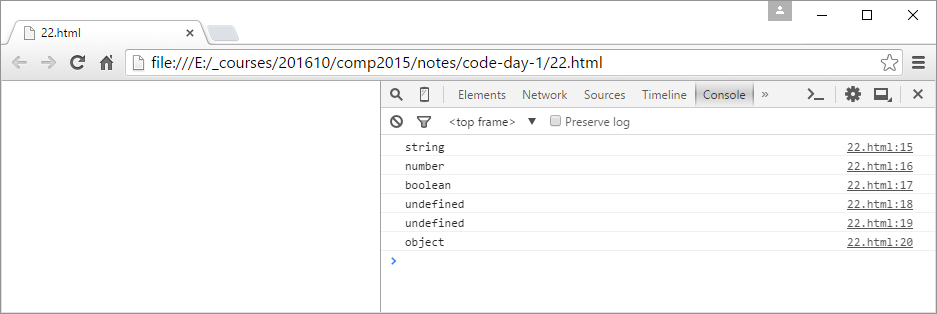 22.html
file:///E:/_courses/201610/comp2015/notes/code-day-1/22.html
Elements Network Sources Timeline Console »
<top frame> ▼ Preserve log
string 22.html:15
number 22.html:16
boolean 22.html:17
undefined 22.html:18
undefined 22.html:19
object 22.html:20